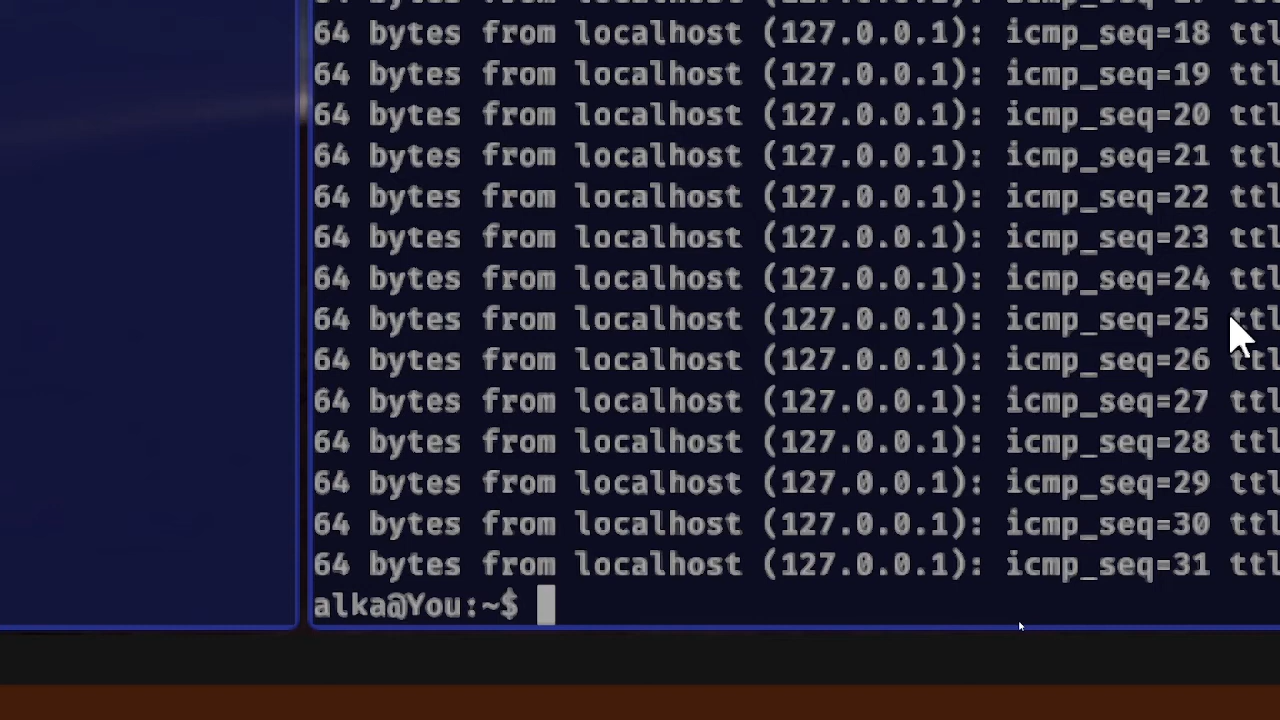 64 bytes from localhost (127.0.0.1): icmp_seq=18 ttl
64 bytes from localhost (127.0.0.1): icmp_seq=19 ttl
64 bytes from localhost (127.0.0.1): icmp_seq=20 ttl
64 bytes from localhost (127.0.0.1): icmp_seq=21 ttl
64 bytes from localhost (127.0.0.1): icmp_seq=22 ttl
64 bytes from localhost (127.0.0.1): icmp_seq=23 ttl
64 bytes from localhost (127.0.0.1): icmp_seq=24 ttl
64 bytes from localhost (127.0.0.1): icmp_seq=25 ttl
64 bytes from localhost (127.0.0.1): icmp_seq=26 ttl
64 bytes from localhost (127.0.0.1): icmp_seq=27 ttl
64 bytes from localhost (127.0.0.1): icmp_seq=28 ttl
64 bytes from localhost (127.0.0.1): icmp_seq=29 ttl
64 bytes from localhost (127.0.0.1): icmp_seq=30 ttl
64 bytes from localhost (127.0.0.1): icmp_seq=31 ttl
alka@You:~$